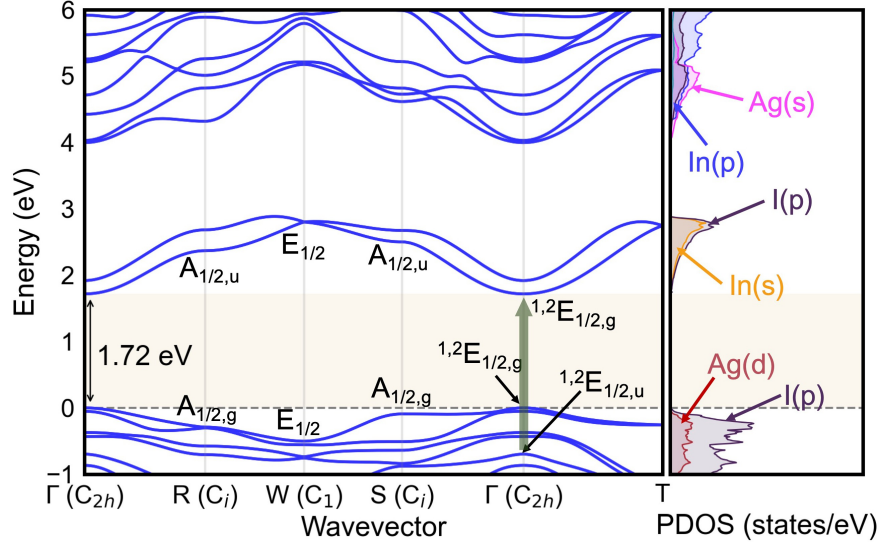 6
5
4
3
2
1
0
−1
Energy (eV)
1.72 eV
A1/2,u
E1/2
A1/2,u
1,2E1/2,g
1,2E1/2,g
1,2E1/2,u
A1/2,g
E1/2
A1/2,g
Γ (C2h)
R (Ci)
W (C1)
S (Ci)
Γ (C2h)
T
Wavevector
Ag(s)
In(p)
I(p)
In(s)
Ag(d)
I(p)
PDOS (states/eV)